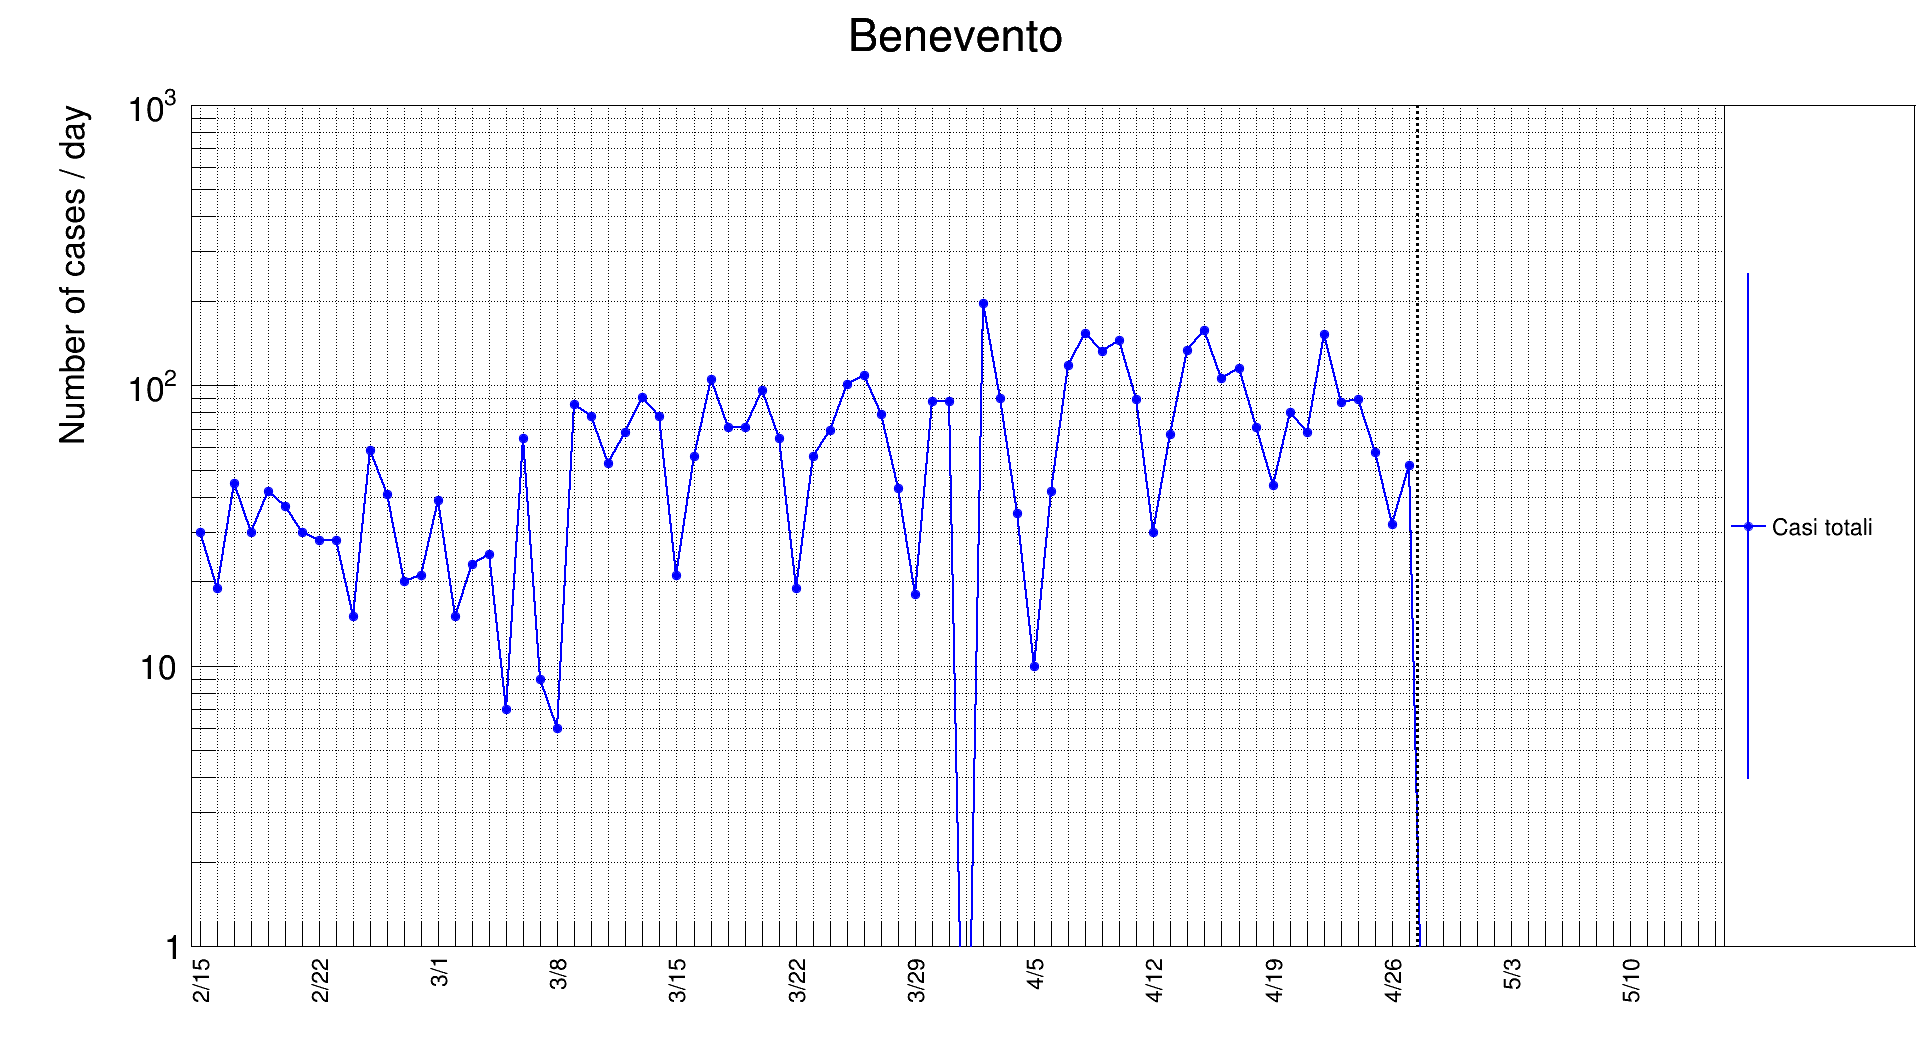 Benevento
Number of cases / day
10³
10²
10
1
2/15 2/22 3/1 3/8 3/15 3/22 3/29 4/5 4/12 4/19 4/26 5/3 5/10
Casi totali